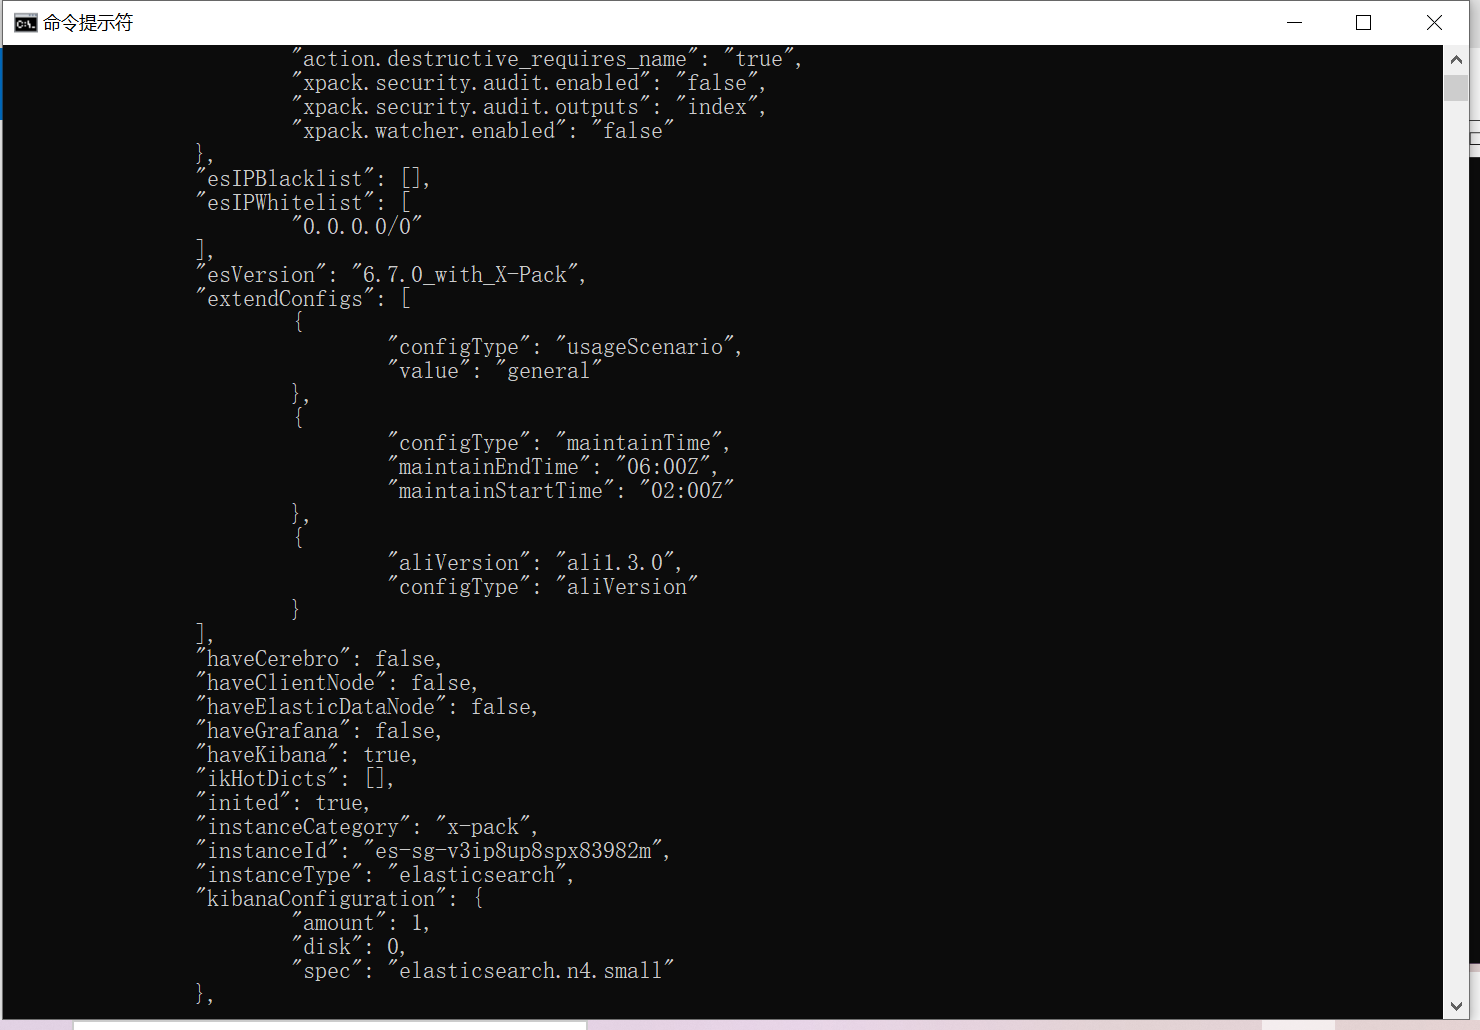 命令提示符
"action.destructive_requires_name": "true",
"xpack.security.audit.enabled": "false",
"xpack.security.audit.outputs": "index",
"xpack.watcher.enabled": "false"
},
"esIPBlacklist": [],
"esIPWhitelist": [
"0.0.0.0/0"
],
"esVersion": "6.7.0_with_X-Pack",
"extendConfigs": [
{
"configType": "usageScenario",
"value": "general"
},
{
"configType": "maintainTime",
"maintainEndTime": "06:00Z",
"maintainStartTime": "02:00Z"
},
{
"aliVersion": "ali1.3.0",
"configType": "aliVersion"
}
],
"haveCerebro": false,
"haveClientNode": false,
"haveElasticDataNode": false,
"haveGrafana": false,
"haveKibana": true,
"ikHotDicts": [],
"inited": true,
"instanceCategory": "x-pack",
"instanceId": "es-sg-v3ip8up8spx83982m",
"instanceType": "elasticsearch",
"kibanaConfiguration": {
"amount": 1,
"disk": 0,
"spec": "elasticsearch.n4.small"
},